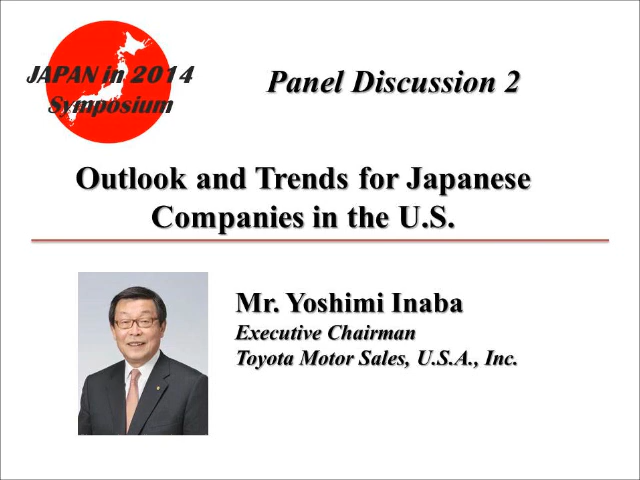 JAPAN in 2014
Symposium
Panel Discussion 2
Outlook and Trends for Japanese
Companies in the U.S.
Mr. Yoshimi Inaba
Executive Chairman
Toyota Motor Sales, U.S.A., Inc.